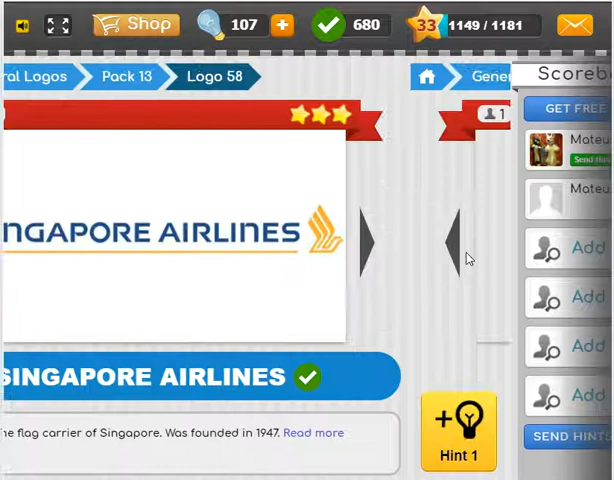 Shop 107 680 33 1149 / 1181
ral Logos Pack 13 Logo 58 Gene Scoreb
GET FREE
1
Mateu
Send
Mateu
NGAPORE AIRLINES
Add
Add
Add
SINGAPORE AIRLINES
Add
he flag carrier of Singapore. Was founded in 1947. Read more
Hint 1
SEND HINTS